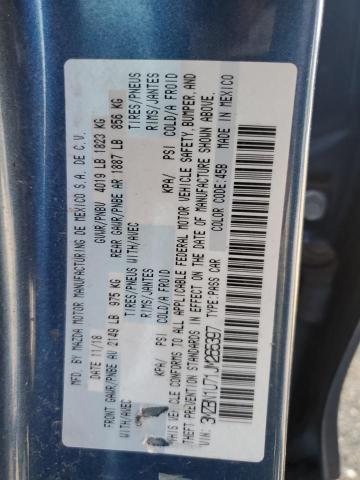 MFD. BY MAZDA MOTOR MANUFACTURING DE MEXICO S.A. DE C.V.
DATE 11/18 GVWR/PNBV 4019 LB 1823 KG
FRONT GAWR/PNBE AV 2149 LB 975 KG REAR GAWR/PNBE AR 1887 LB 856 KG
WITH/AVEC TIRES/PNEUS WITH/AVEC TIRES/PNEUS
RIMS/JANTES RIMS/JANTES
KPA/ PSI COLD/A FROID KPA/ PSI COLD/A FROID
THIS VEHICLE CONFORMS TO ALL APPLICABLE FEDERAL MOTOR VEHICLE SAFETY, BUMPER, AND
THEFT PREVENTION STANDARDS IN EFFECT ON THE DATE OF MANUFACTURE SHOWN ABOVE.
VIN: 3MZBN1U71JM265397 TYPE PASS CAR COLOR CODE: 45B MADE IN MEXICO